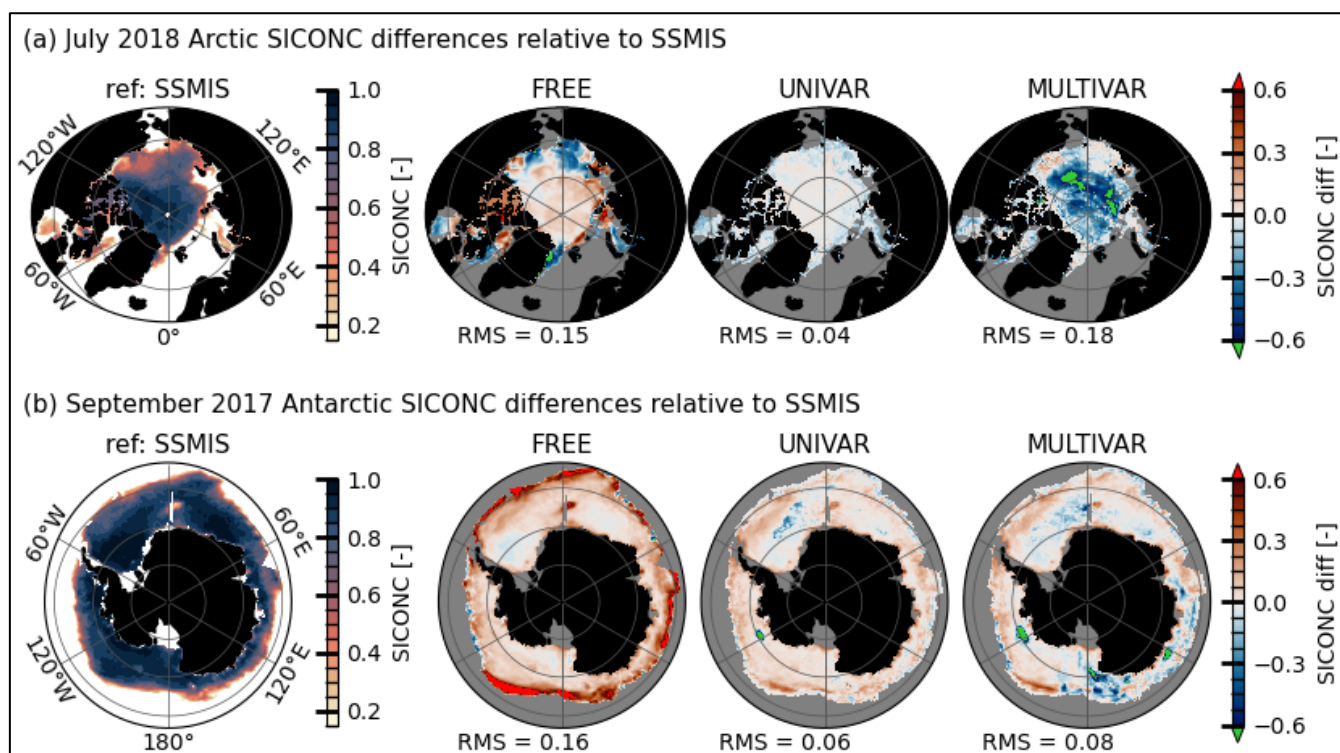 (a) July 2018 Arctic SICONC differences relative to SSMIS
ref: SSMIS
FREE
UNIVAR
MULTIVAR
120°W
120°E
60°W
60°E
0°
1.0
0.8
0.6
0.4
0.2
SICONC [-]
RMS = 0.15
RMS = 0.04
RMS = 0.18
0.6
0.3
0.0
−0.3
−0.6
SICONC diff [-]
(b) September 2017 Antarctic SICONC differences relative to SSMIS
ref: SSMIS
FREE
UNIVAR
MULTIVAR
60°W
60°E
120°W
120°E
180°
1.0
0.8
0.6
0.4
0.2
SICONC [-]
RMS = 0.16
RMS = 0.06
RMS = 0.08
0.6
0.3
0.0
−0.3
−0.6
SICONC diff [-]